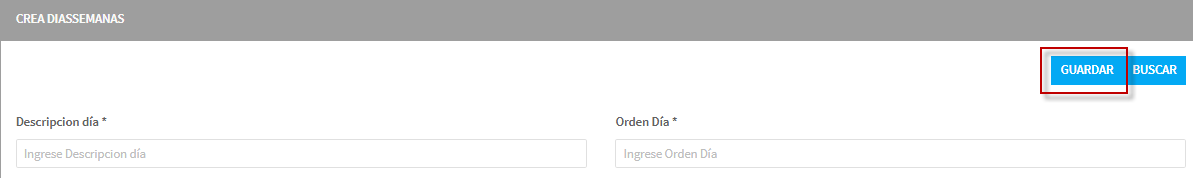 CREA DIASSEMANAS
GUARDAR BUSCAR
Descripcion día * Orden Día *
Ingrese Descripcion día Ingrese Orden Día